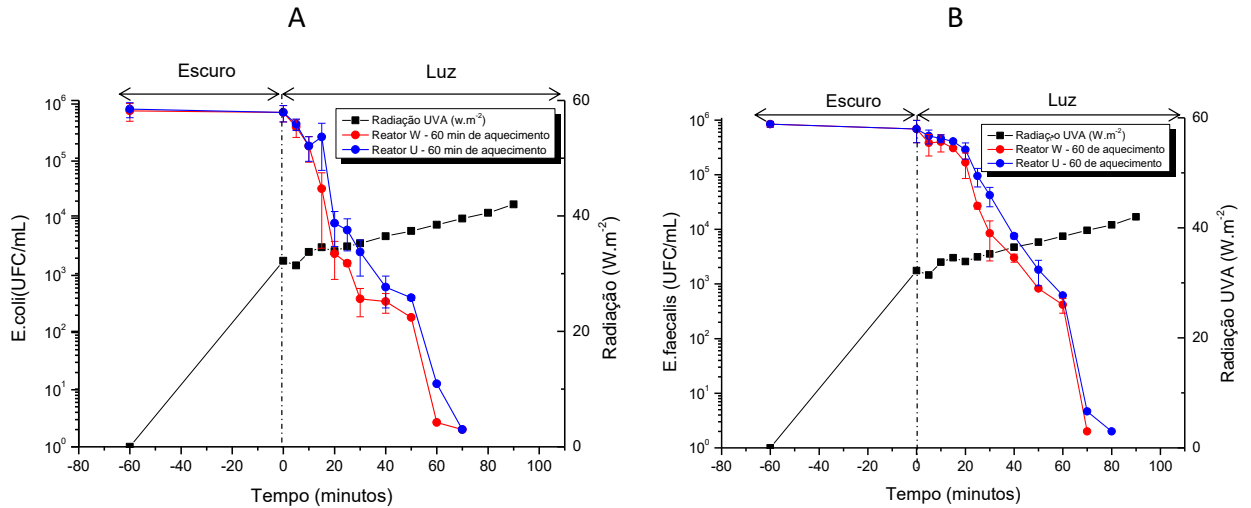 A
Escuro
Luz
Radiação UVA (w.m-2)
Reator W - 60 min de aquecimento
Reator U - 60 min de aquecimento
E.coli(UFC/mL)
10^6
10^5
10^4
10^3
10^2
10^1
10^0
60
40
20
0
Radiação (W.m-2)
-80 -60 -40 -20 0 20 40 60 80 100
Tempo (minutos)
B
Escuro
Luz
Radiação UVA (W.m-2)
Reator W - 60 de aquecimento
Reator U - 60 de aquecimento
E.faecalis (UFC/mL)
10^6
10^5
10^4
10^3
10^2
10^1
10^0
60
40
20
0
Radiação UVA (W.m-2)
-80 -60 -40 -20 0 20 40 60 80 100
Tempo (minutos)